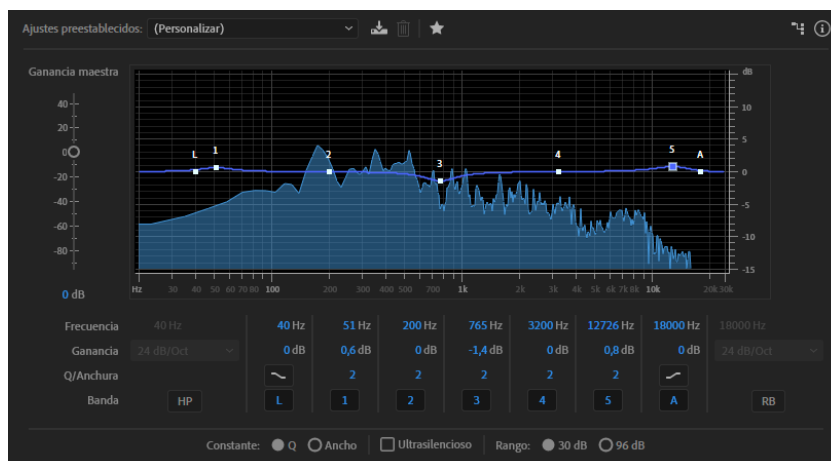 Ajustes preestablecidos: (Personalizar)
Ganancia maestra
dB
40
20
0
-20
-40
-60
-80
0 dB
L 1 2 3 4 5 A
10
5
0
-5
-10
-15
Hz 30 40 50 60 70 80 100 200 300 400 500 700 1k 2k 3k 4k 5k 6k 7k 8k 10k 20k 30k
Frecuencia 40 Hz 40 Hz 51 Hz 200 Hz 765 Hz 3200 Hz 12726 Hz 18000 Hz 18000 Hz
Ganancia 24 dB/Oct 0 dB 0,6 dB 0 dB -1,4 dB 0 dB 0,8 dB 0 dB 24 dB/Oct
Q/Anchura 2 2 2 2 2
Banda HP L 1 2 3 4 5 A RB
Constante: Q Ancho Ultrasilencioso Rango: 30 dB 96 dB